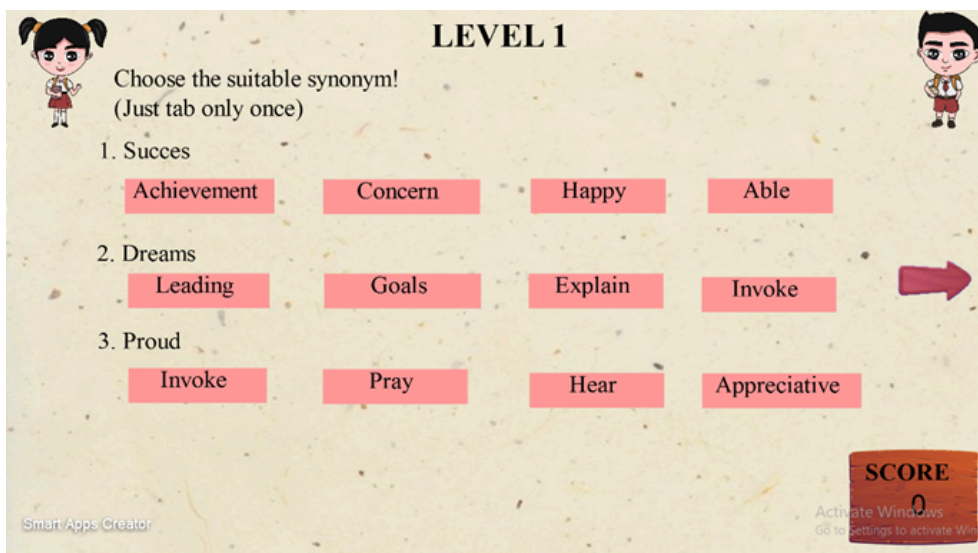 LEVEL 1
Choose the suitable synonym!
(Just tab only once)
1. Succes
Achievement Concern Happy Able
2. Dreams
Leading Goals Explain Invoke
3. Proud
Invoke Pray Hear Appreciative
SCORE
0
Smart Apps Creator
Activate Windows
Go to Settings to activate Win